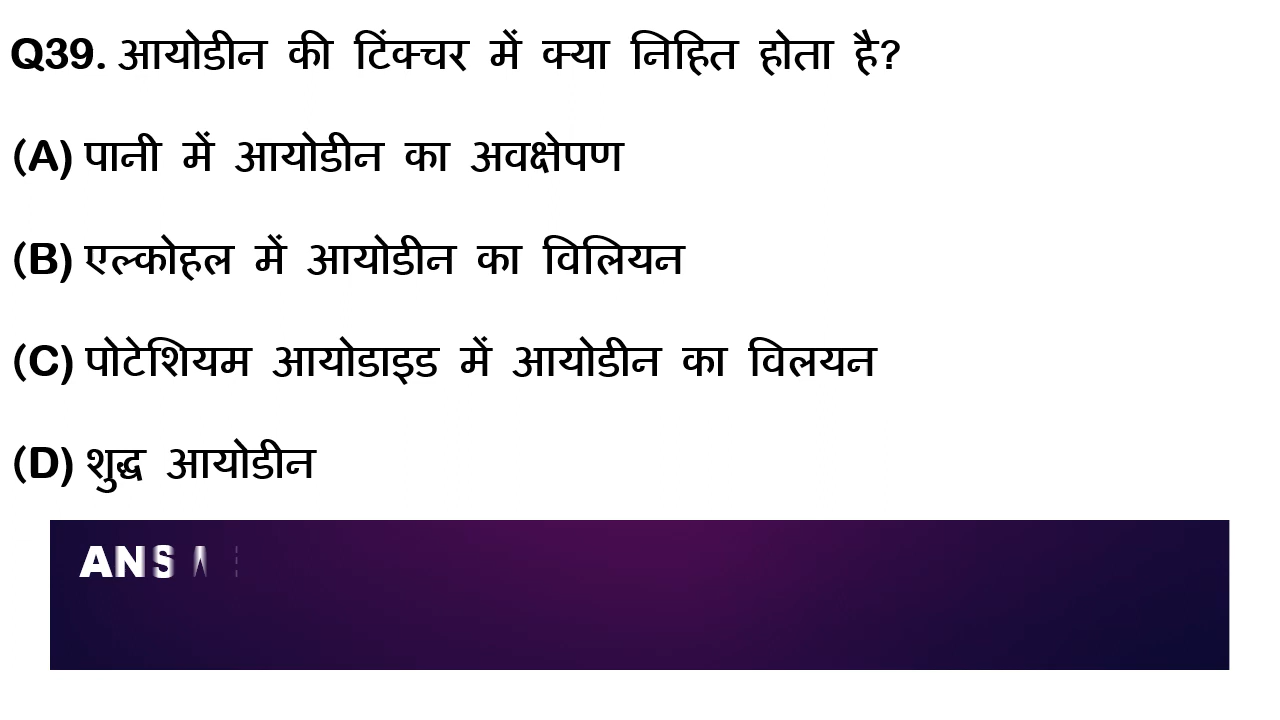 Q39. आयोडीन की टिंक्चर में क्या निहित होता है?
(A) पानी में आयोडीन का अवक्षेपण
(B) एल्कोहल में आयोडीन का विलियन
(C) पोटेशियम आयोडाइड में आयोडीन का विलयन
(D) शुद्ध आयोडीन
ANS